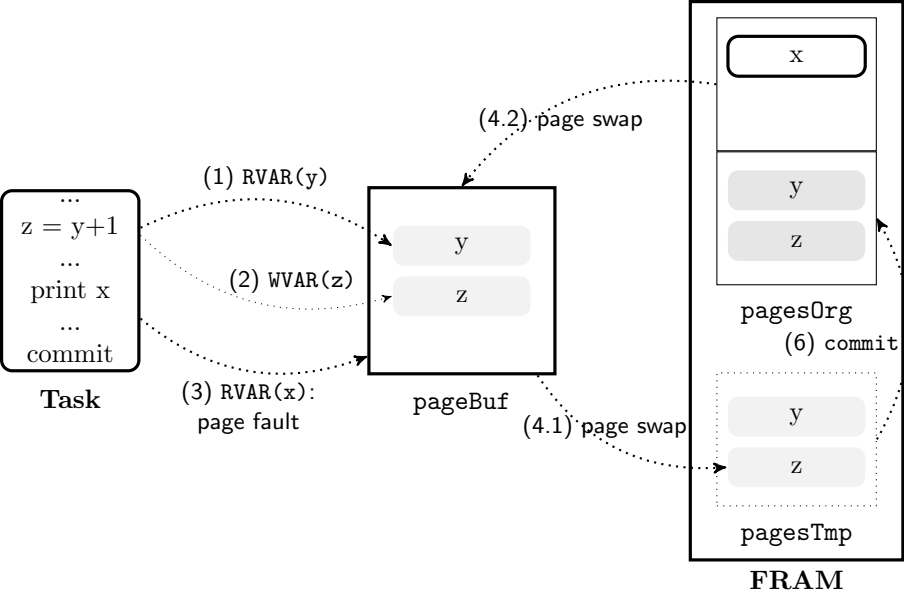 ...
z = y+1
...
print x
...
commit
Task
(1) RVAR(y)
(2) WVAR(z)
(3) RVAR(x):
page fault
y
z
pageBuf
(4.2) page swap
(4.1) page swap
x
y
z
pagesOrg
(6) commit
y
z
pagesTmp
FRAM